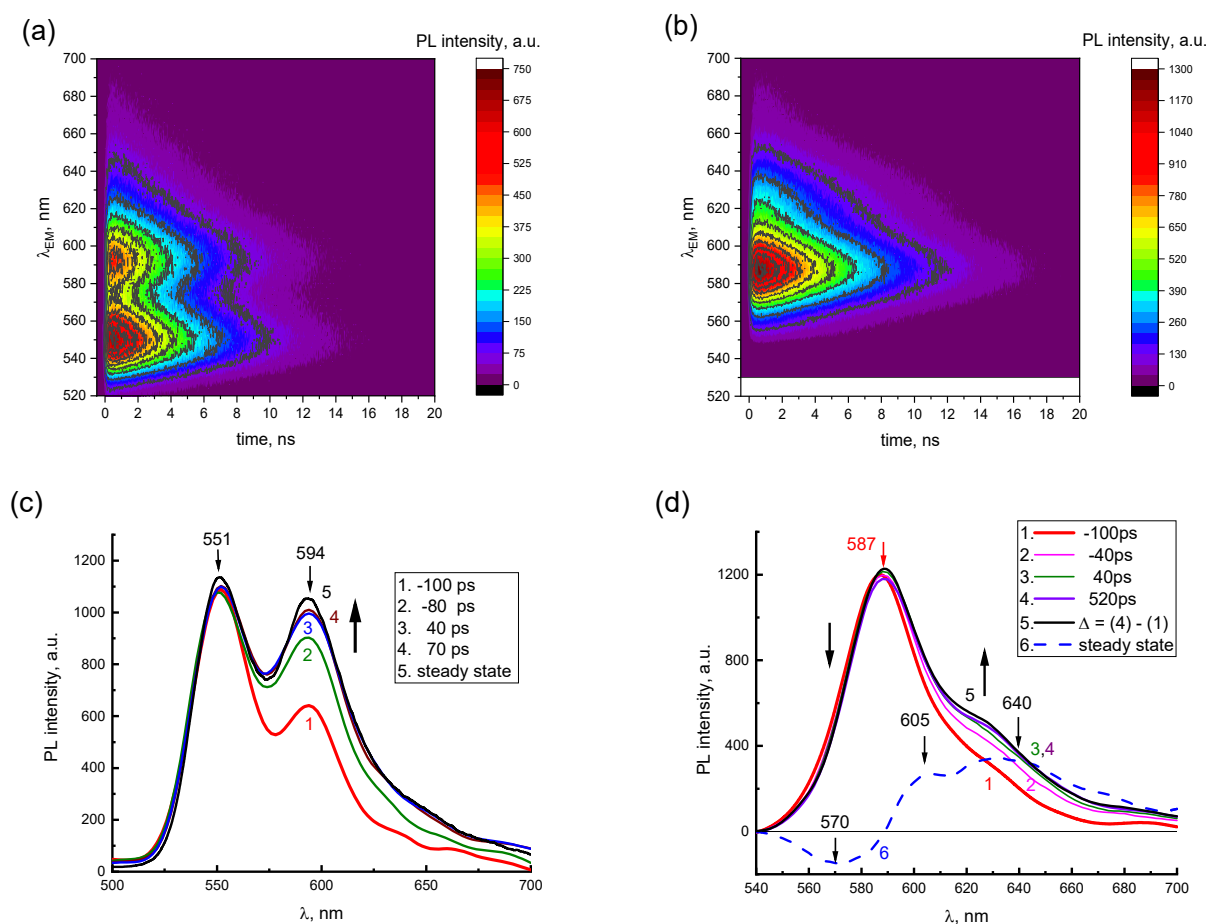 (a)
PL intensity, a.u.
700
680
660
640
620
600
580
560
540
520
λEM, nm
0 2 4 6 8 10 12 14 16 18 20
time, ns
750
675
600
525
450
375
300
225
150
75
0
(b)
PL intensity, a.u.
700
680
660
640
620
600
580
560
540
520
λEM, nm
0 2 4 6 8 10 12 14 16 18 20
time, ns
1300
1170
1040
910
780
650
520
390
260
130
0
(c)
551
594
1200
1000
800
600
400
200
0
PL intensity, a.u.
500 550 600 650 700
λ, nm
5
4
3
2
1
1. -100 ps
2. -80 ps
3. 40 ps
4. 70 ps
5. steady state
(d)
587
1200
900
600
300
0
PL intensity, a.u.
540 560 580 600 620 640 660 680 700
λ, nm
605
5
640
3,4
2
1
570
6
1. -100ps
2. -40ps
3. 40ps
4. 520ps
5. Δ = (4) - (1)
6. steady state